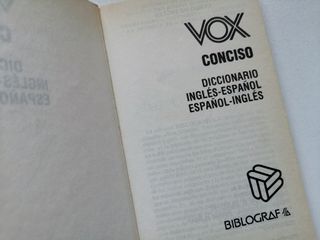 VOX
CONCISO
DICCIONARIO
INGLÉS-ESPAÑOL
ESPAÑOL-INGLÉS
BIBLOGRAF S/A